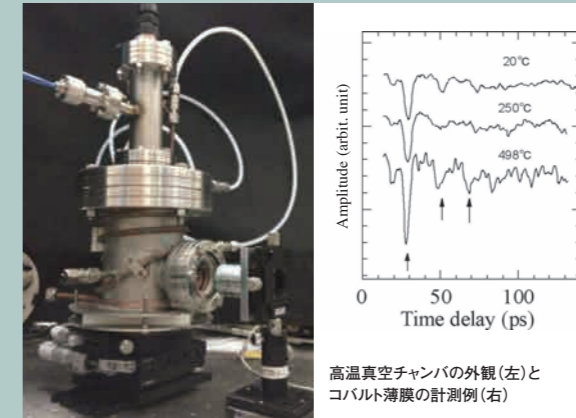 Amplitude (arbit. unit)
20℃
250℃
498℃
0
50
100
Time delay (ps)
高温真空チャンバの外観(左)と
コバルト薄膜の計測例(右)